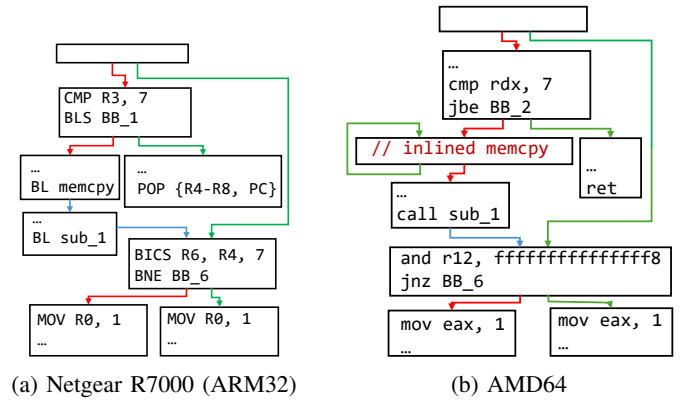 CMP R3, 7
BLS BB_1
…
BL memcpy
…
POP {R4-R8, PC}
…
BL sub_1
BICS R6, R4, 7
BNE BB_6
MOV R0, 1
…
MOV R0, 1
…
(a) Netgear R7000 (ARM32)
…
cmp rdx, 7
jbe BB_2
// inlined memcpy
…
ret
…
call sub_1
and r12, fffffffffffffff8
jnz BB_6
mov eax, 1
…
mov eax, 1
…
(b) AMD64